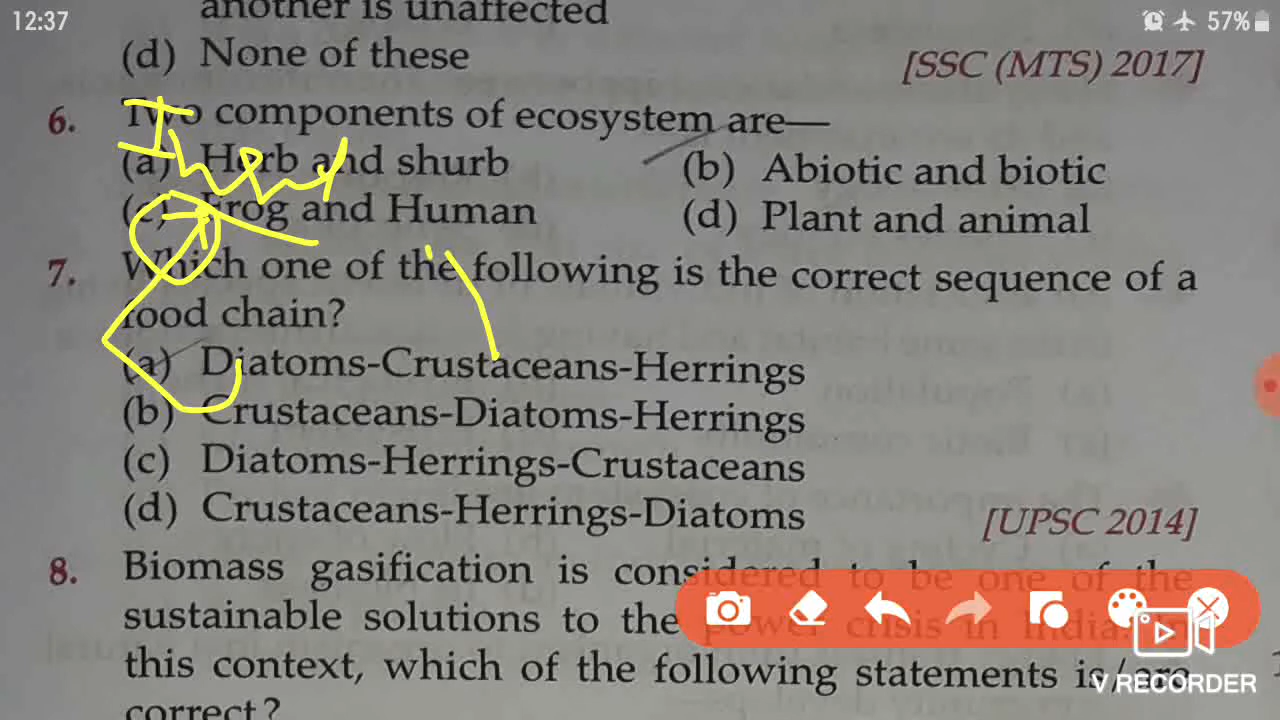 12:37
57%
another is unaffected
(d) None of these
[SSC (MTS) 2017]
6. Two components of ecosystem are—
(a) Herb and shurb (b) Abiotic and biotic
(c) Frog and Human (d) Plant and animal
7. Which one of the following is the correct sequence of a
food chain?
(a) Diatoms-Crustaceans-Herrings
(b) Crustaceans-Diatoms-Herrings
(c) Diatoms-Herrings-Crustaceans
(d) Crustaceans-Herrings-Diatoms
[UPSC 2014]
8. Biomass gasification is considered to be one of the
sustainable solutions to the power crisis in India. In
this context, which of the following statements is/are
correct?
V RECORDER